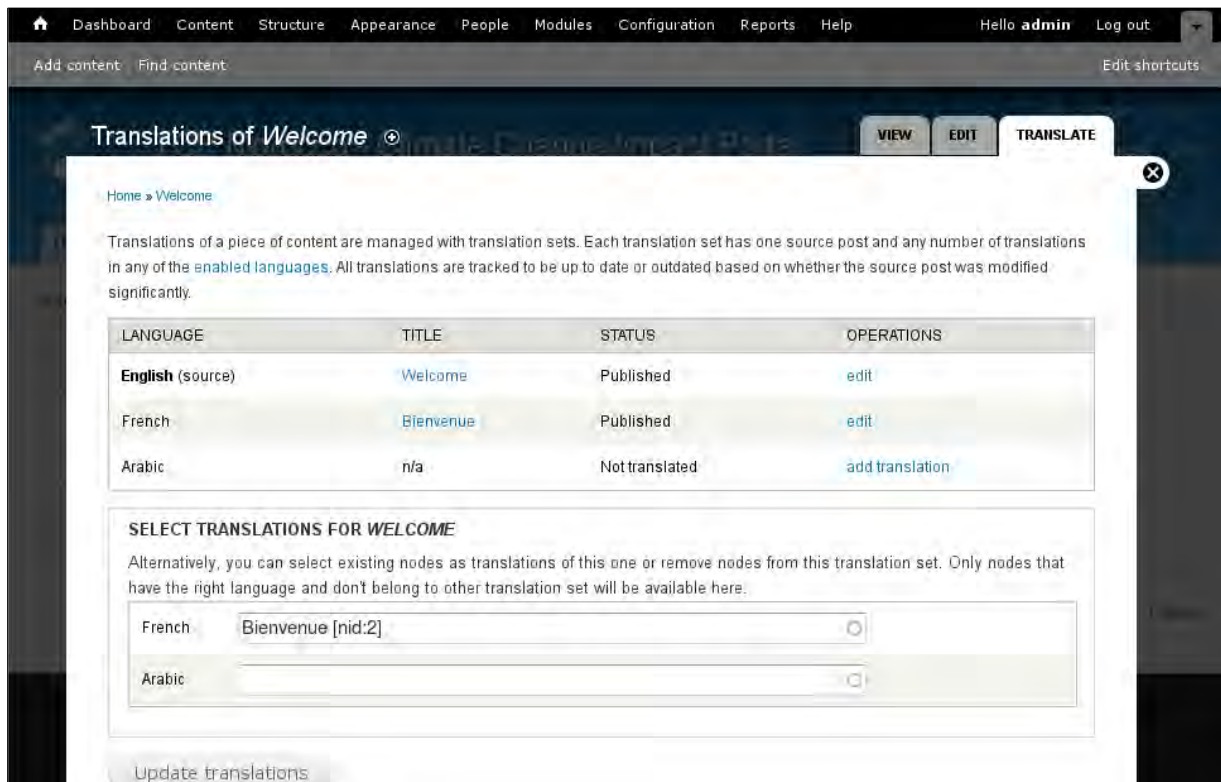 Dashboard Content Structure Appearance People Modules Configuration Reports Help Hello admin Log out
Add content Find content Edit shortcuts
Translations of Welcome
VIEW EDIT TRANSLATE
Home » Welcome
Translations of a piece of content are managed with translation sets. Each translation set has one source post and any number of translations
in any of the enabled languages. All translations are tracked to be up to date or outdated based on whether the source post was modified
significantly.
LANGUAGE TITLE STATUS OPERATIONS
English (source) Welcome Published edit
French Bienvenue Published edit
Arabic n/a Not translated add translation
SELECT TRANSLATIONS FOR WELCOME
Alternatively, you can select existing nodes as translations of this one or remove nodes from this translation set. Only nodes that
have the right language and don't belong to other translation set will be available here.
French Bienvenue [nid:2]
Arabic
Update translations